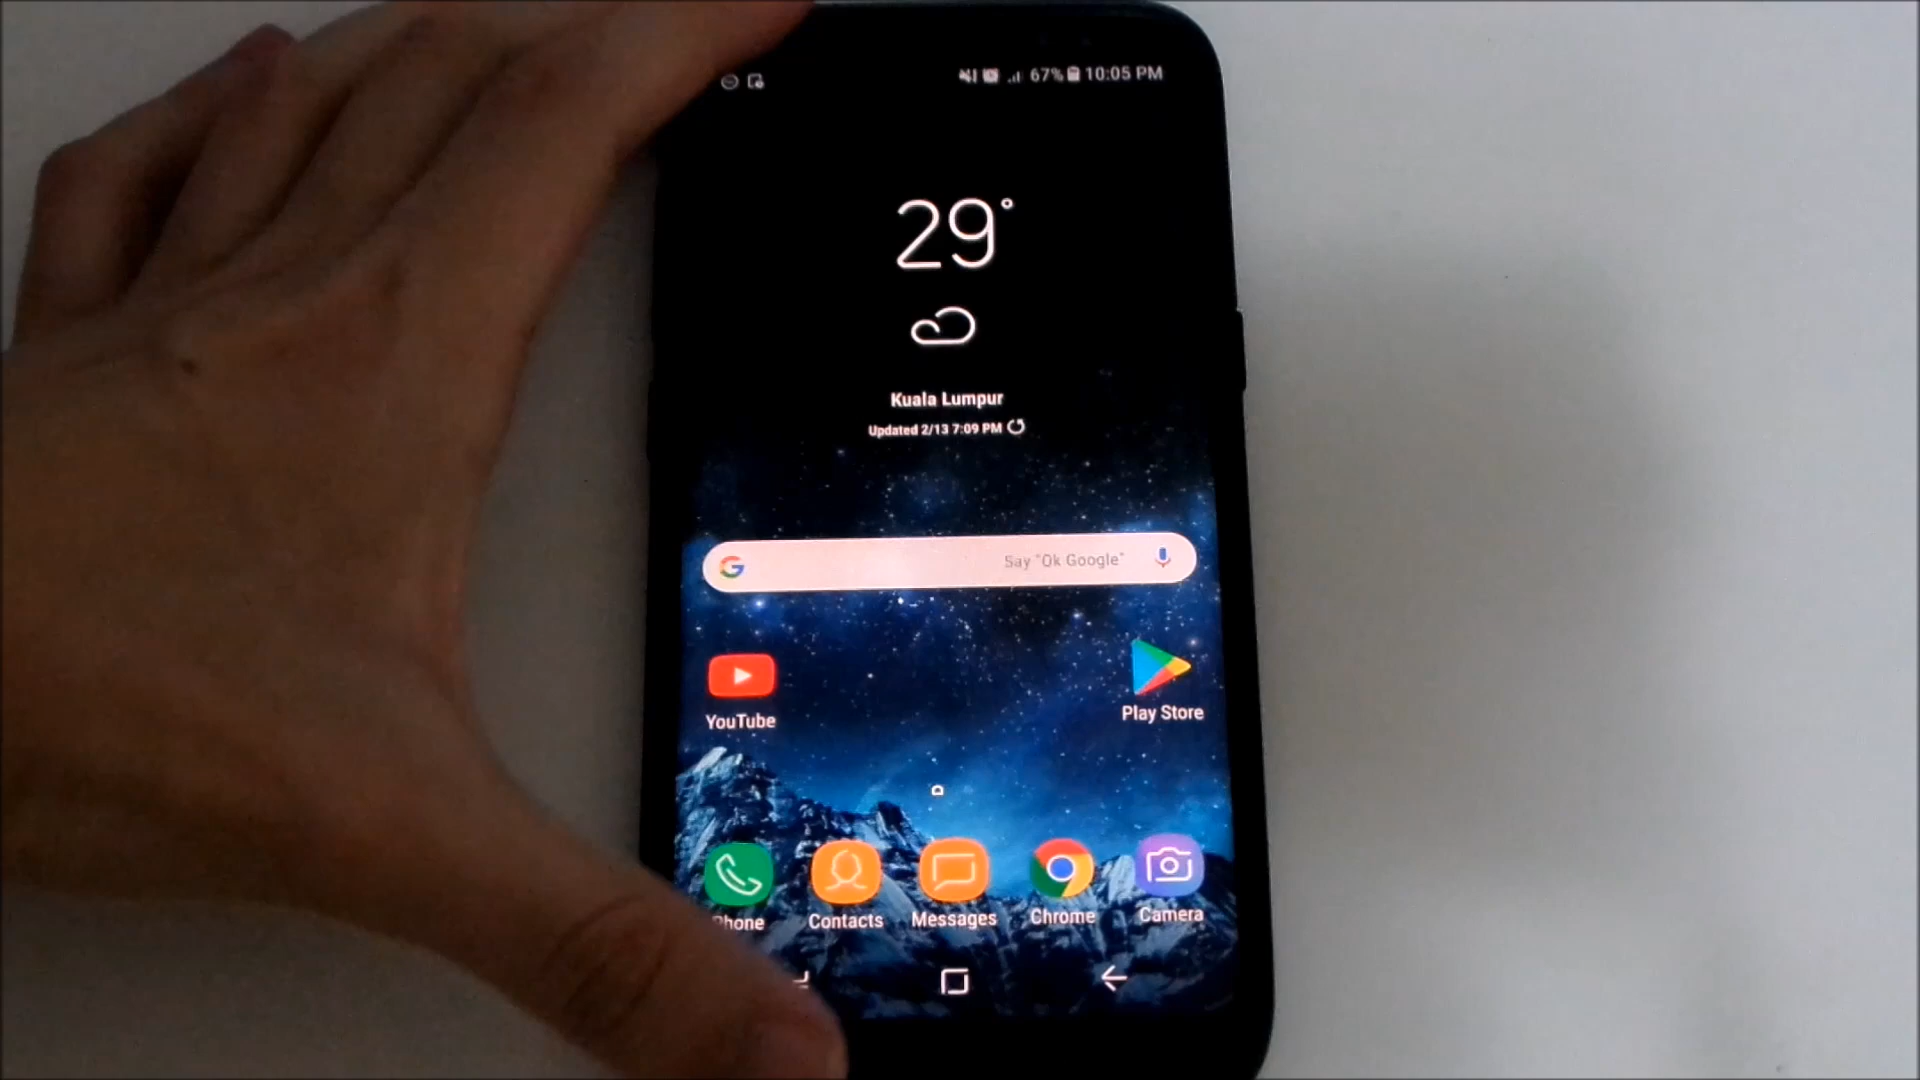 67% 10:05 PM
29°
Kuala Lumpur
Updated 2/13 7:09 PM
Say "Ok Google"
YouTube
Play Store
Phone Contacts Messages Chrome Camera